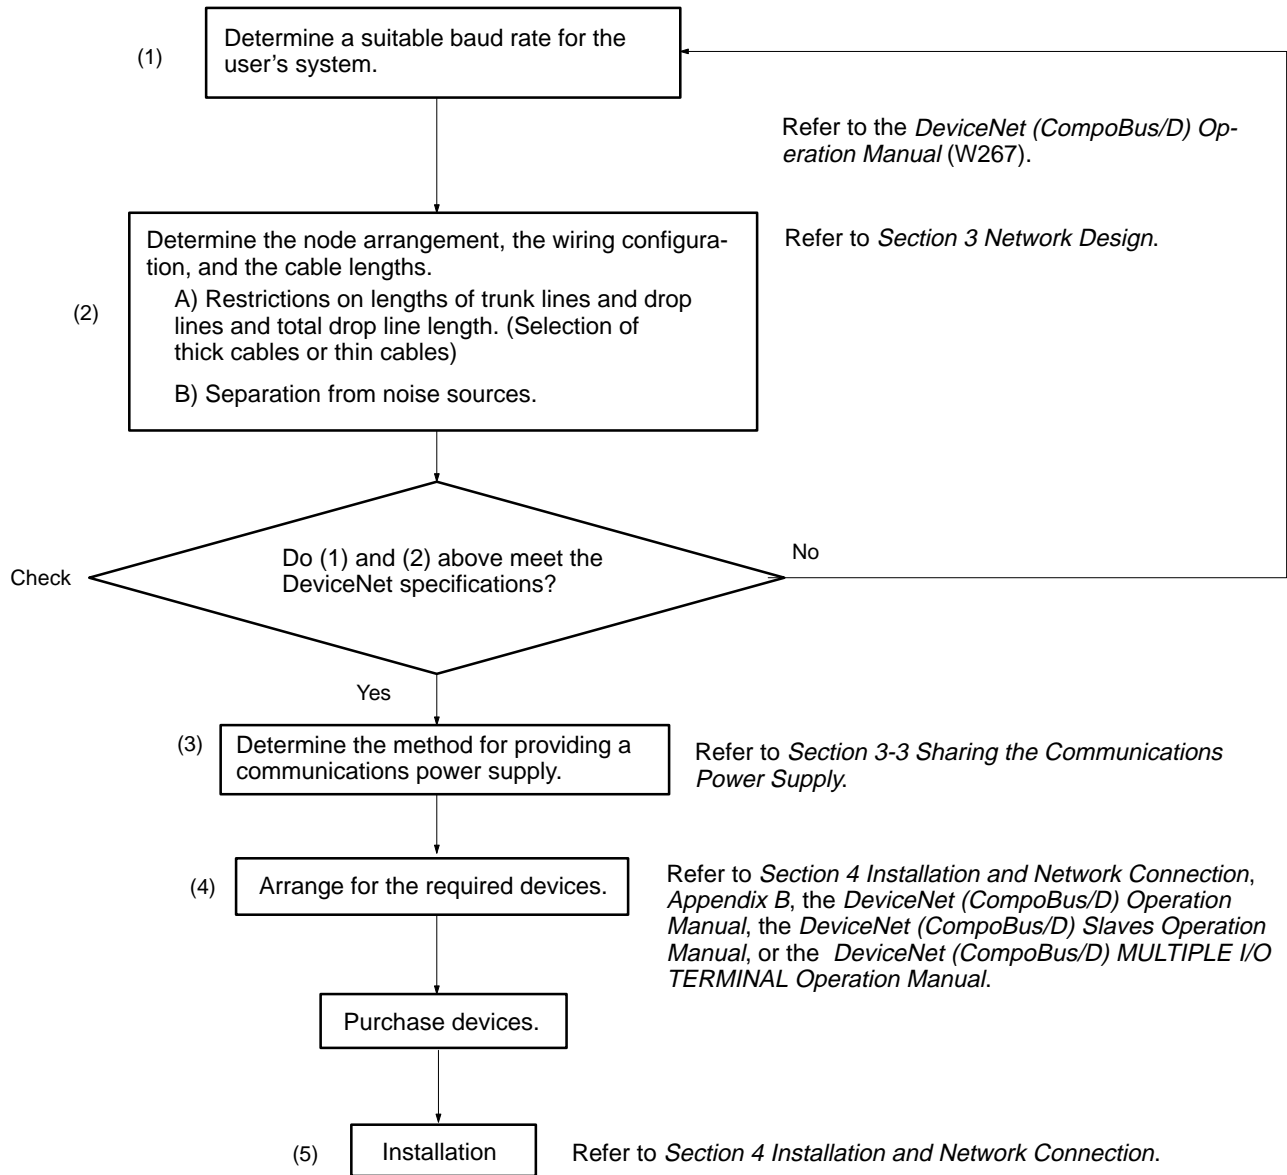 (1)
Determine a suitable baud rate for the
user's system.
Refer to the DeviceNet (CompoBus/D) Op-
eration Manual (W267).
(2)
Determine the node arrangement, the wiring configura-
tion, and the cable lengths.
A) Restrictions on lengths of trunk lines and drop
lines and total drop line length. (Selection of
thick cables or thin cables)
B) Separation from noise sources.
Refer to Section 3 Network Design.
Check
Do (1) and (2) above meet the
DeviceNet specifications?
No
Yes
(3)
Determine the method for providing a
communications power supply.
Refer to Section 3-3 Sharing the Communications
Power Supply.
(4)
Arrange for the required devices.
Refer to Section 4 Installation and Network Connection,
Appendix B, the DeviceNet (CompoBus/D) Operation
Manual, the DeviceNet (CompoBus/D) Slaves Operation
Manual, or the DeviceNet (CompoBus/D) MULTIPLE I/O
TERMINAL Operation Manual.
Purchase devices.
(5)
Installation
Refer to Section 4 Installation and Network Connection.